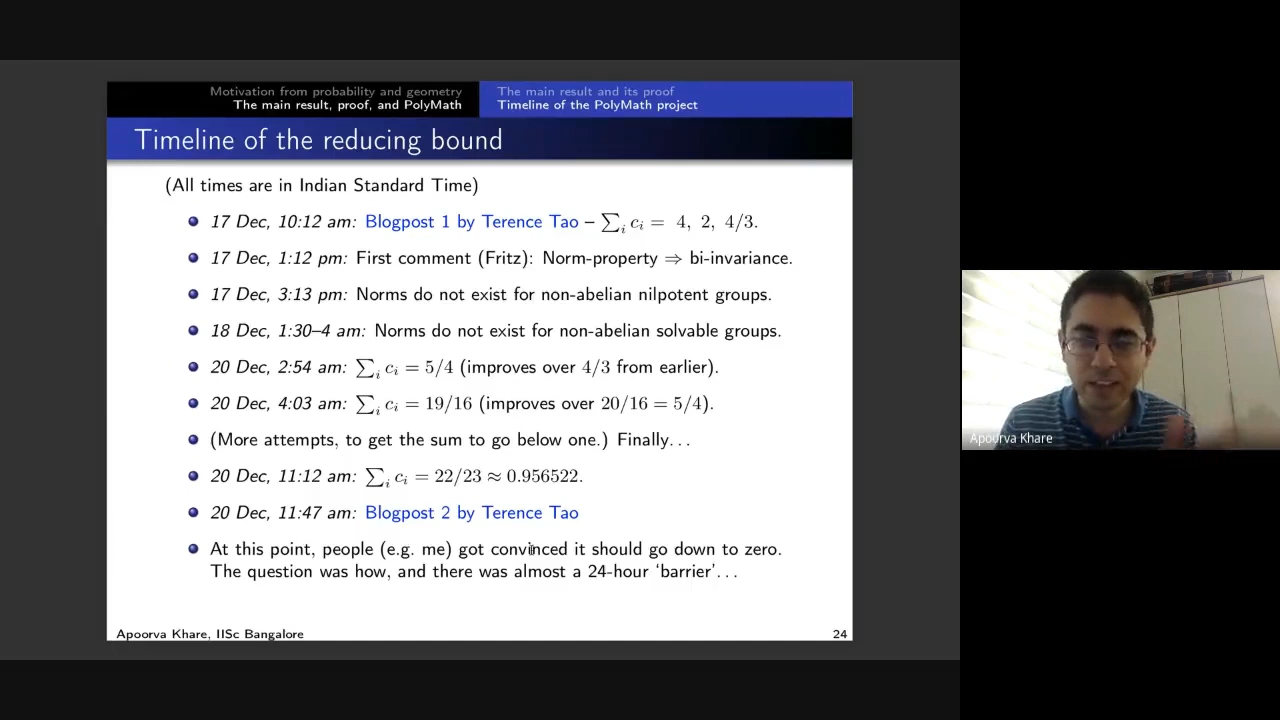 Motivation from probability and geometry
The main result, proof, and PolyMath
The main result and its proof
Timeline of the PolyMath project
Timeline of the reducing bound
(All times are in Indian Standard Time)
17 Dec, 10:12 am: Blogpost 1 by Terence Tao – ∑ᵢ cᵢ = 4, 2, 4/3.
17 Dec, 1:12 pm: First comment (Fritz): Norm-property ⇒ bi-invariance.
17 Dec, 3:13 pm: Norms do not exist for non-abelian nilpotent groups.
18 Dec, 1:30–4 am: Norms do not exist for non-abelian solvable groups.
20 Dec, 2:54 am: ∑ᵢ cᵢ = 5/4 (improves over 4/3 from earlier).
20 Dec, 4:03 am: ∑ᵢ cᵢ = 19/16 (improves over 20/16 = 5/4).
(More attempts, to get the sum to go below one.) Finally...
20 Dec, 11:12 am: ∑ᵢ cᵢ = 22/23 ≈ 0.956522.
20 Dec, 11:47 am: Blogpost 2 by Terence Tao
At this point, people (e.g. me) got convinced it should go down to zero.
The question was how, and there was almost a 24-hour ‘barrier’...
Apoorva Khare, IISc Bangalore
24
Apoorva Khare